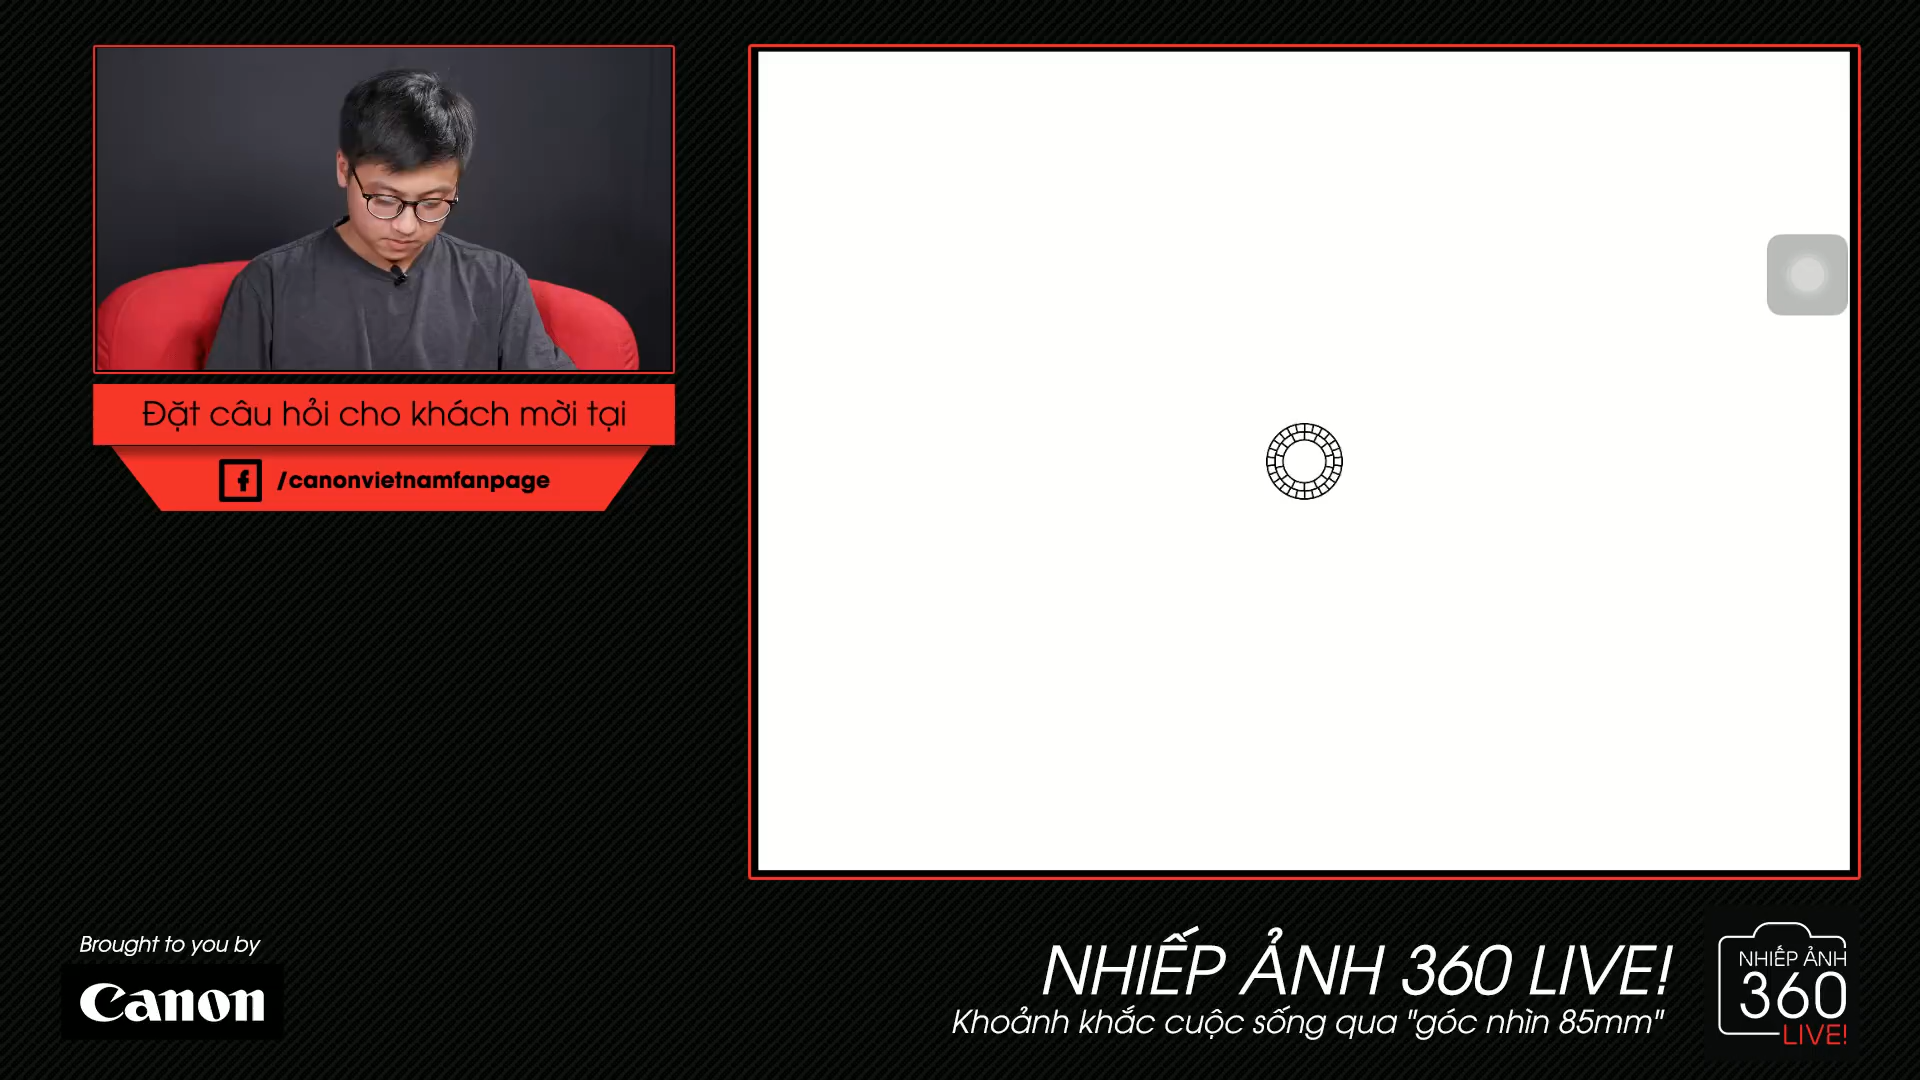 Đặt câu hỏi cho khách mời tại
f /canonvietnamfanpage
Brought to you by
Canon
NHIẾP ẢNH 360 LIVE!
Khoảnh khắc cuộc sống qua "góc nhìn 85mm"
NHIẾP ẢNH
360
LIVE!